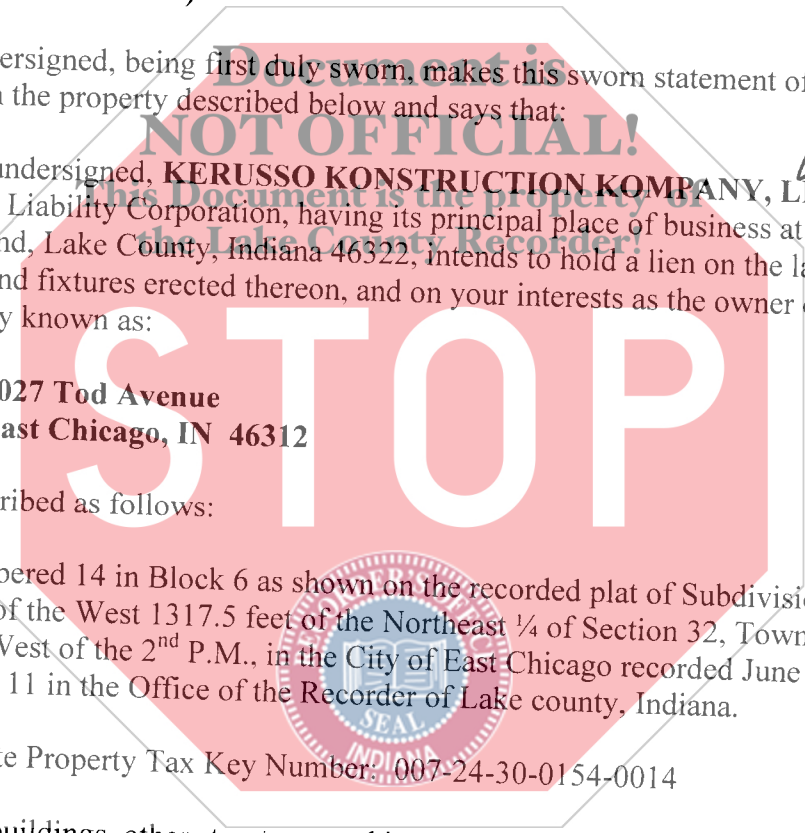 ersigned, being first duly sworn, makes this sworn statement of
the property described below and says that:
undersigned, KERUSSO KONSTRUCTION KOMPANY,
Liability Corporation, having its principal place of business at
nd, Lake County, Indiana 46322, intends to hold a lien on the la
nd fixtures erected thereon, and on your interests as the owner
y known as:
027 Tod Avenue
ast Chicago, IN 46312
ribed as follows:
bered 14 in Block 6 as shown on the recorded plat of Subdivisi
of the West 1317.5 feet of the Northeast ¼ of Section 32, Town
West of the 2nd P.M., in the City of East Chicago recorded June
11 in the Office of the Recorder of Lake county, Indiana.
te Property Tax Key Number: 007-24-30-0154-0014
buildings, other
Document is
NOT OFFICIAL!
This Document is the property of
the Lake County Recorder!
STOP
RECORDER'S OFFICE
SEAL
INDIANA